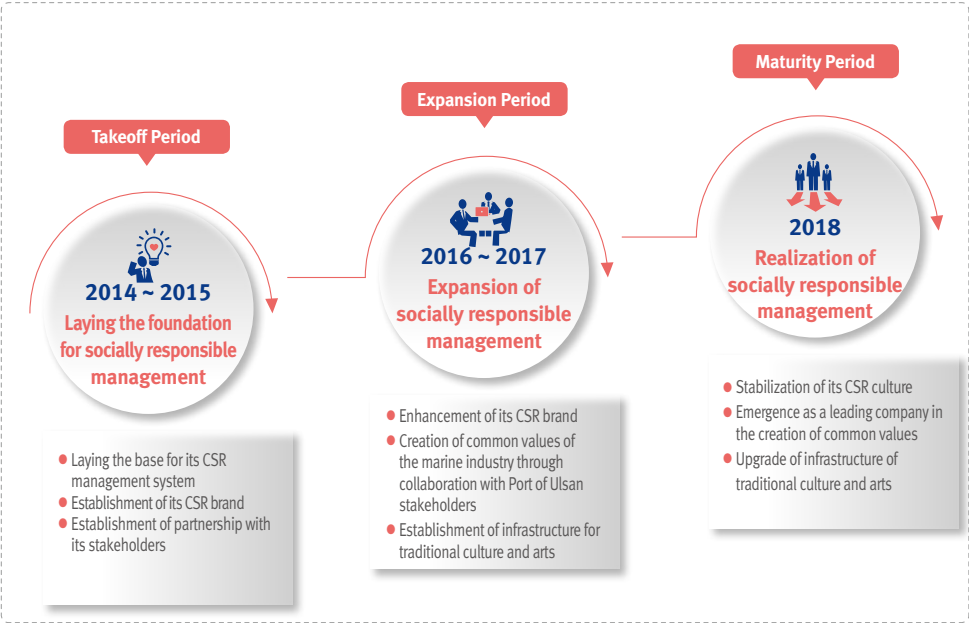 Takeoff Period
2014 ~ 2015
Laying the foundation
for socially responsible
management
● Laying the base for its CSR
management system
● Establishment of its CSR brand
● Establishment of partnership with
its stakeholders
Expansion Period
2016 ~ 2017
Expansion of
socially responsible
management
● Enhancement of its CSR brand
● Creation of common values of
the marine industry through
collaboration with Port of Ulsan
stakeholders
● Establishment of infrastructure for
traditional culture and arts
Maturity Period
2018
Realization of
socially responsible
management
● Stabilization of its CSR culture
● Emergence as a leading company in
the creation of common values
● Upgrade of infrastructure of
traditional culture and arts